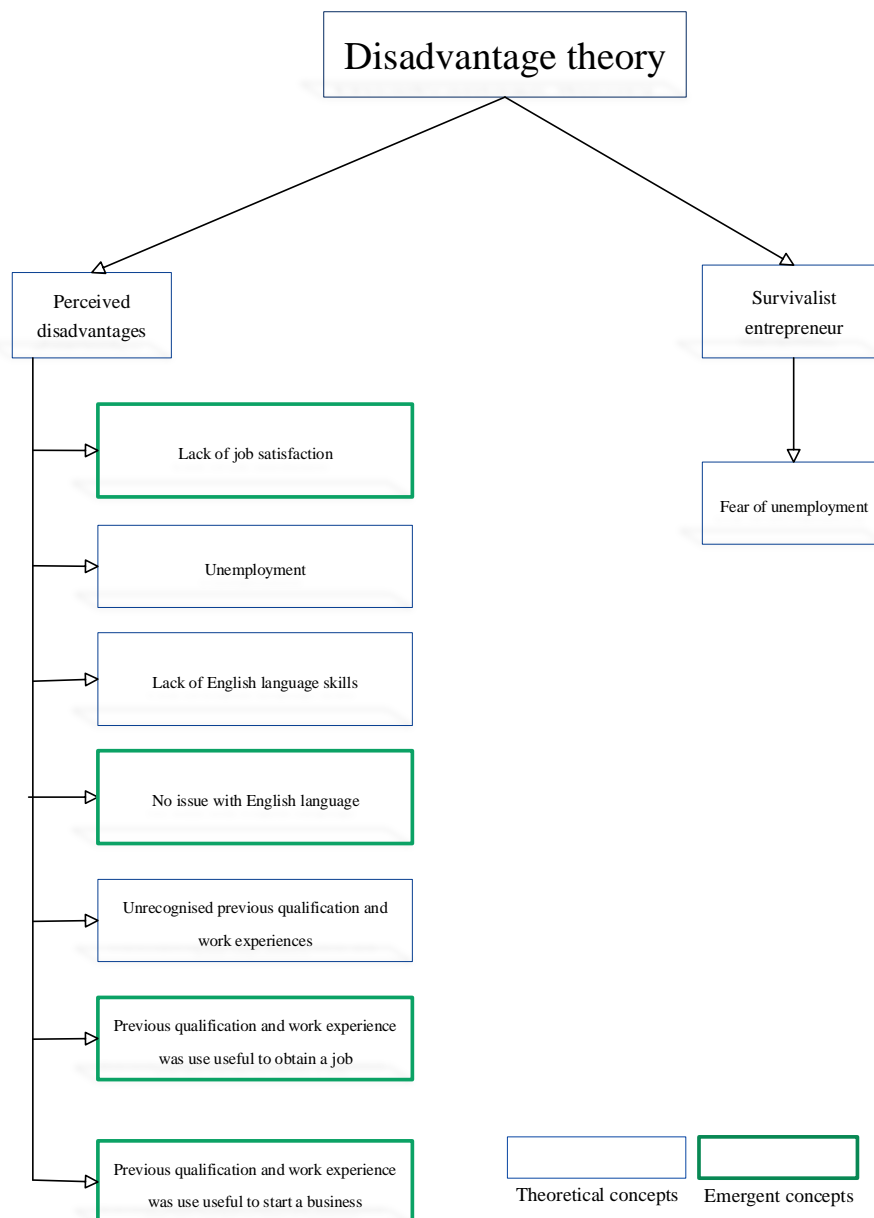 Disadvantage theory
Perceived
disadvantages
Survivalist
entrepreneur
Lack of job satisfaction
Fear of unemployment
Unemployment
Lack of English language skills
No issue with English language
Unrecognised previous qualification and
work experiences
Previous qualification and work experience
was use useful to obtain a job
Previous qualification and work experience
was use useful to start a business
Theoretical concepts
Emergent concepts